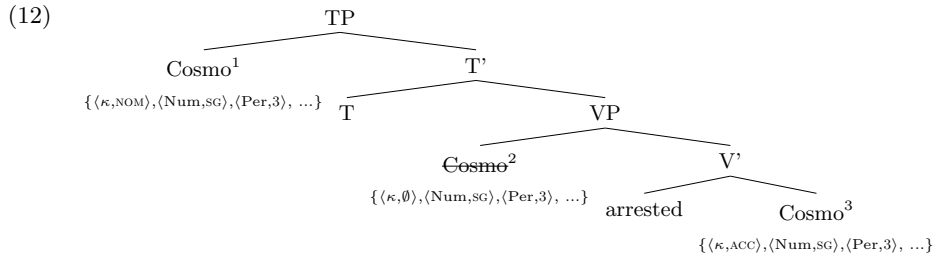 (12) TP
Cosmo¹ T'
{⟨κ,NOM⟩,⟨Num,SG⟩,⟨Per,3⟩, ...} T VP
Cosmo² V'
{⟨κ,∅⟩,⟨Num,SG⟩,⟨Per,3⟩, ...} arrested Cosmo³
{⟨κ,ACC⟩,⟨Num,SG⟩,⟨Per,3⟩, ...}